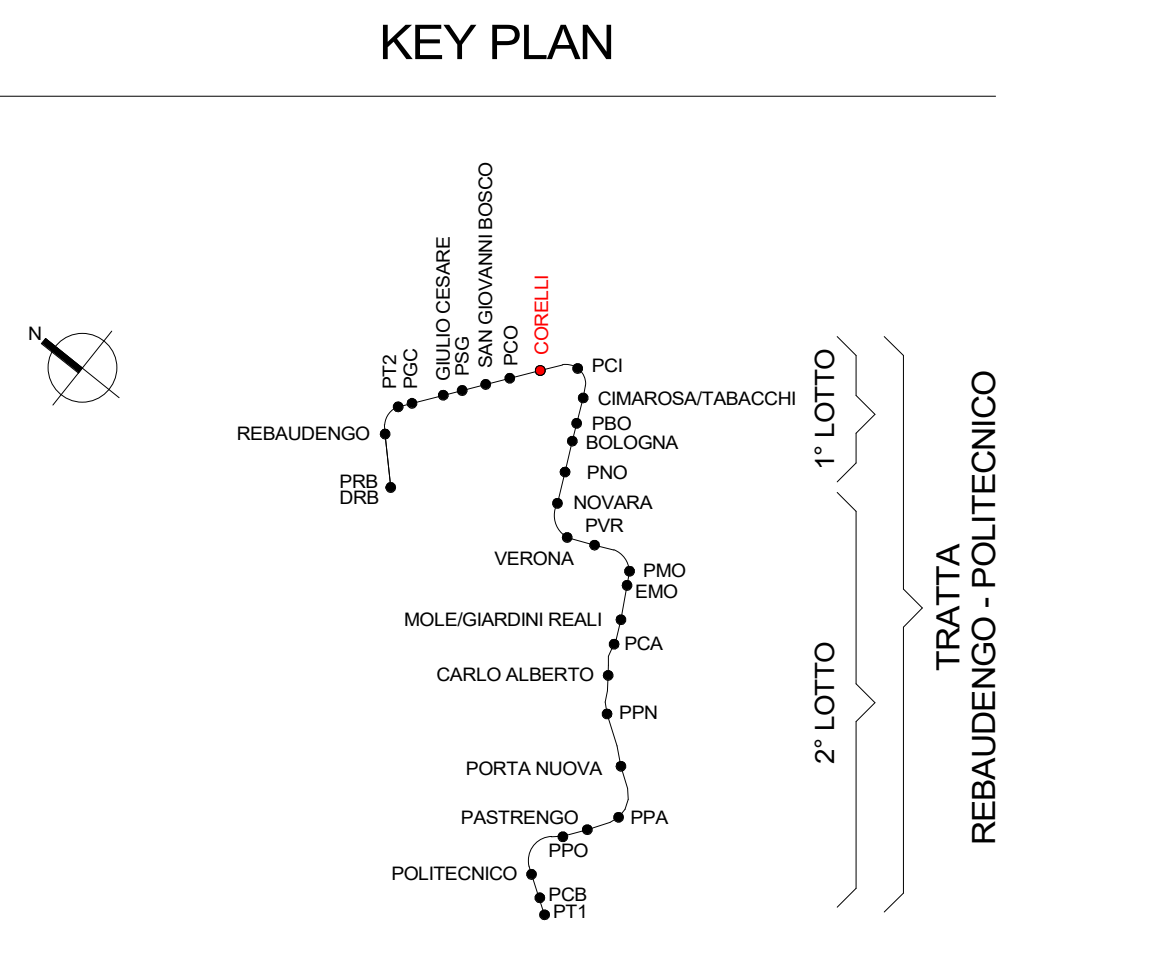 KEY PLAN
N
PT2
PGC
GIULIO CESARE
PSG
SAN GIOVANNI BOSCO
PCO
CORELLI
PCI
CIMAROSA/TABACCHI
PBO
BOLOGNA
REBAUDENGO
PRB
DRB
PNO
NOVARA
PVR
VERONA
PMO
EMO
MOLE/GIARDINI REALI
PCA
CARLO ALBERTO
PPN
PORTA NUOVA
PASTRENGO
PPA
PPO
POLITECNICO
PCB
PT1
1° LOTTO
2° LOTTO
TRATTA
REBAUDENGO - POLITECNICO